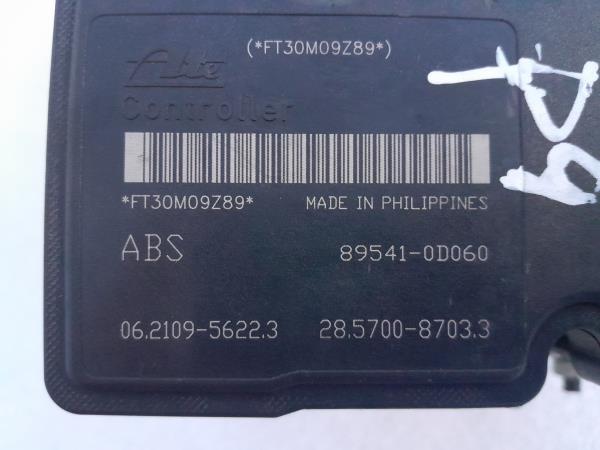 (*FT30M09Z89*)
Ate
Controller
*FT30M09Z89* MADE IN PHILIPPINES
ABS 89541-0D060
06.2109-5622.3 28.5700-8703.3